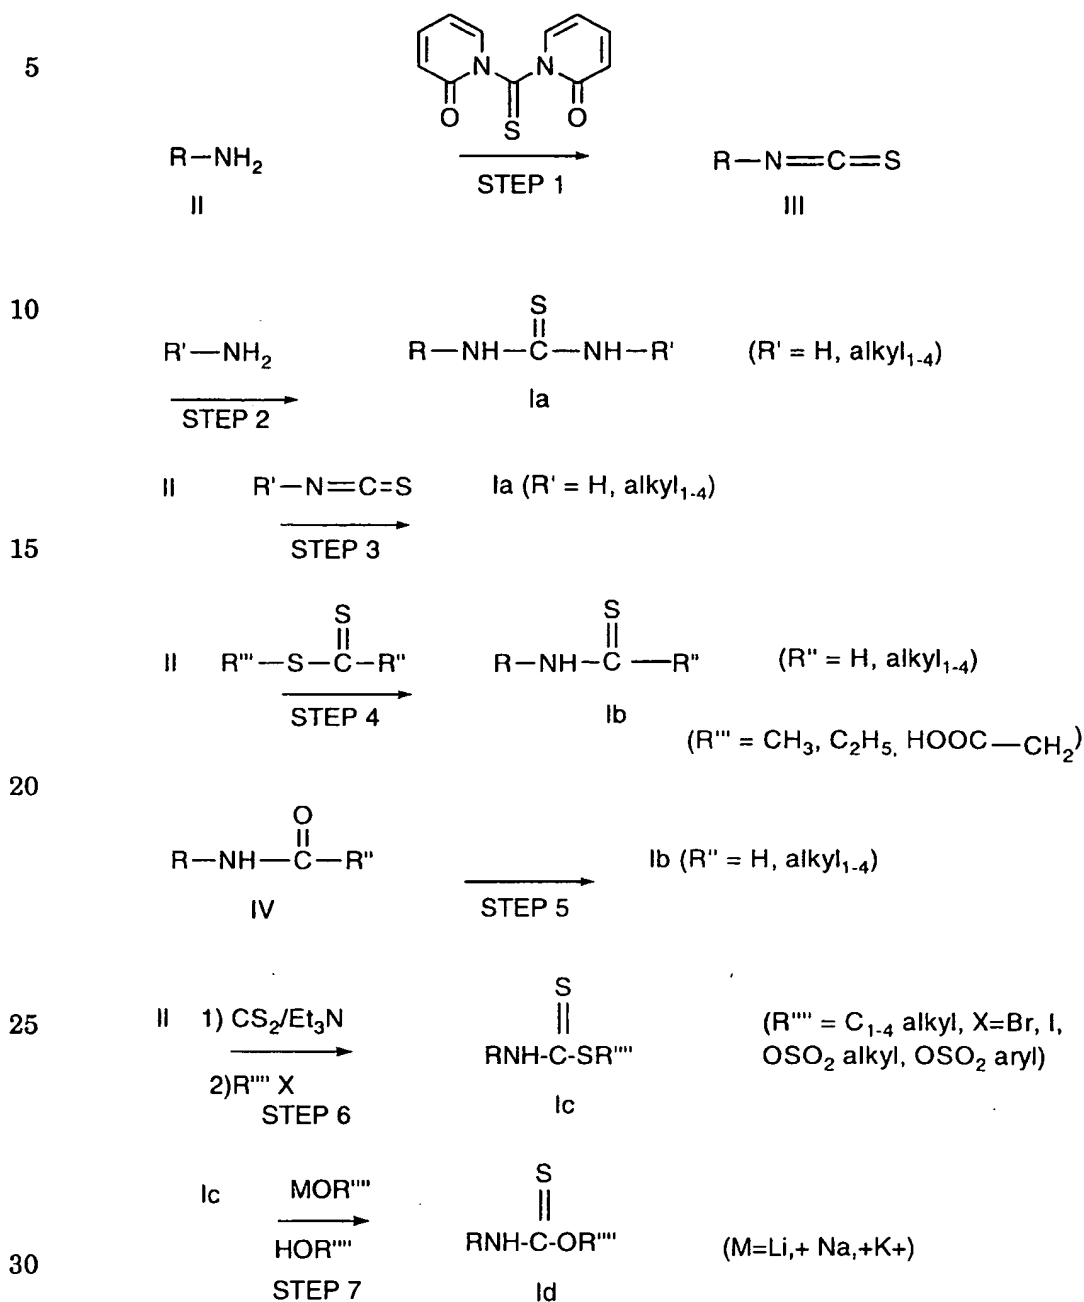 5
N N
O S O
R—NH2
STEP 1
R—N=C=S
II
III
10
S
R'—NH2
R—NH—C—NH—R'
(R' = H, alkyl1-4)
Ia
STEP 2
II
R'—N=C=S
Ia (R' = H, alkyl1-4)
STEP 3
15
S
S
II
R'''—S—C—R''
R—NH—C—R''
(R'' = H, alkyl1-4)
STEP 4
Ib
(R''' = CH3, C2H5, HOOC—CH2)
20
O
R—NH—C—R''
Ib (R'' = H, alkyl1-4)
IV
STEP 5
S
25
II
1) CS2/Et3N
RNH-C-SR''''
(R'''' = C1-4 alkyl, X=Br, I,
OSO2 alkyl, OSO2 aryl)
2)R'''' X
STEP 6
Ic
S
Ic
MOR''''
HOR''''
RNH-C-OR''''
(M=Li,+ Na,+K+)
30
STEP 7
Id